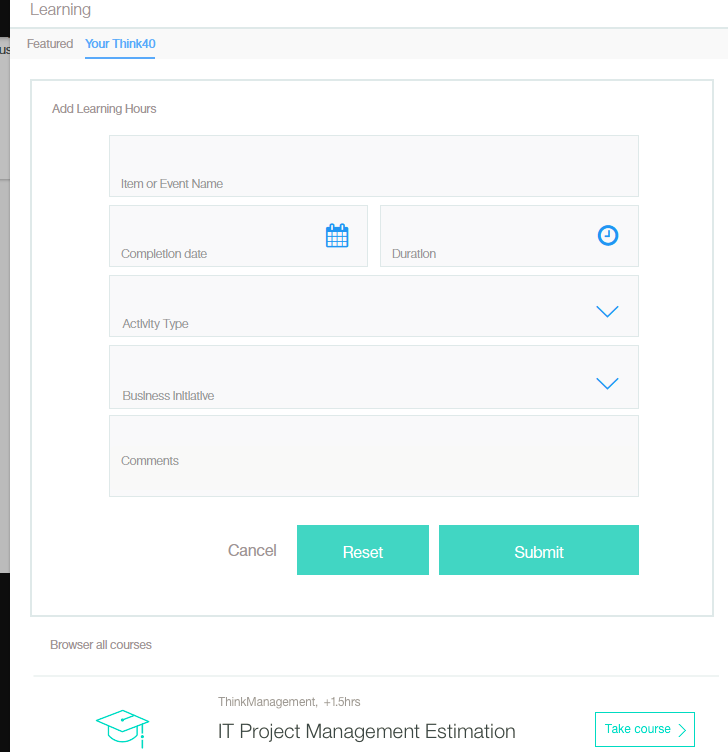 Learning
us
Featured Your Think40
Add Learning Hours
Item or Event Name
Completion date Duration
Activity Type
Business Initiative
Comments
Cancel Reset Submit
Browser all courses
ThinkManagement, +1.5hrs
IT Project Management Estimation
Take course